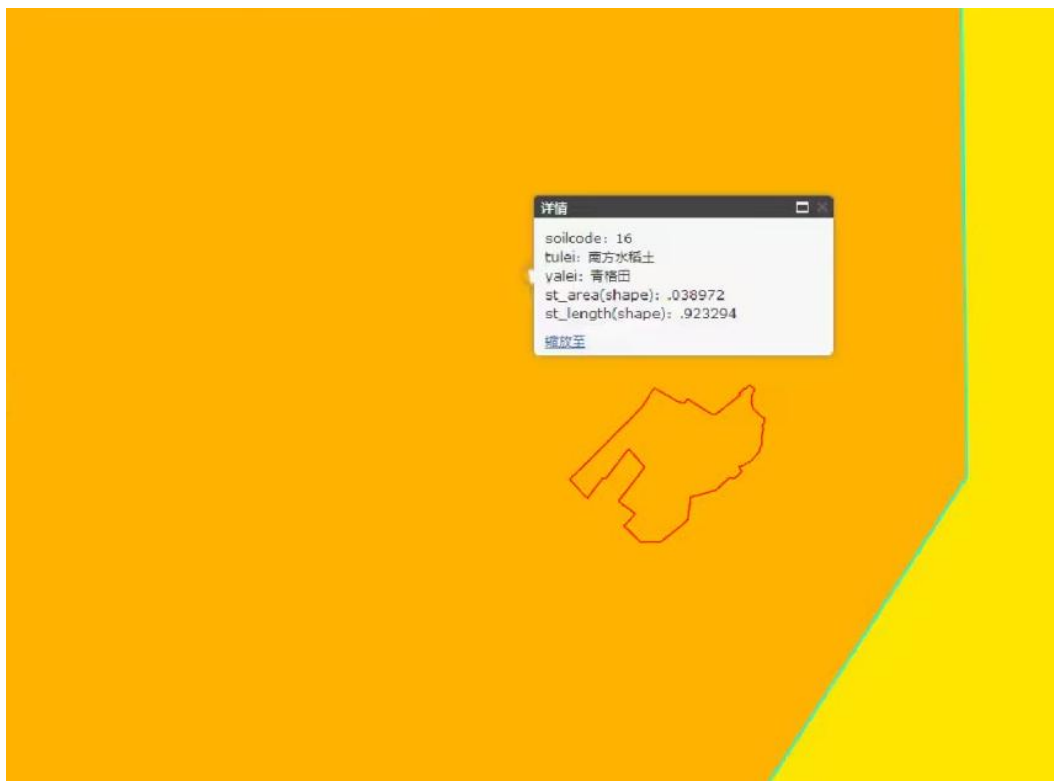 详情
soilcode: 16
tulei: 南方水稻土
yalei: 青格田
st_area(shape): .038972
st_length(shape): .923294
缩放至